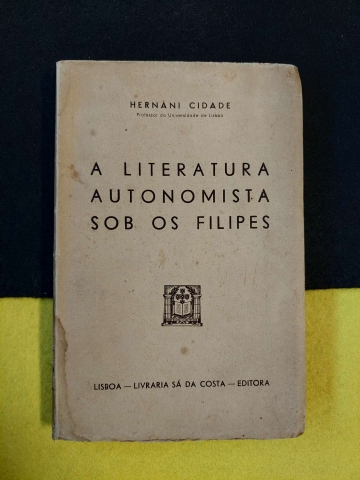 HERNÂNI CIDADE
Professor da Universidade de Lisboa
A LITERATURA
AUTONOMISTA
SOB OS FILIPES
LISBOA — LIVRARIA SÁ DA COSTA — EDITORA